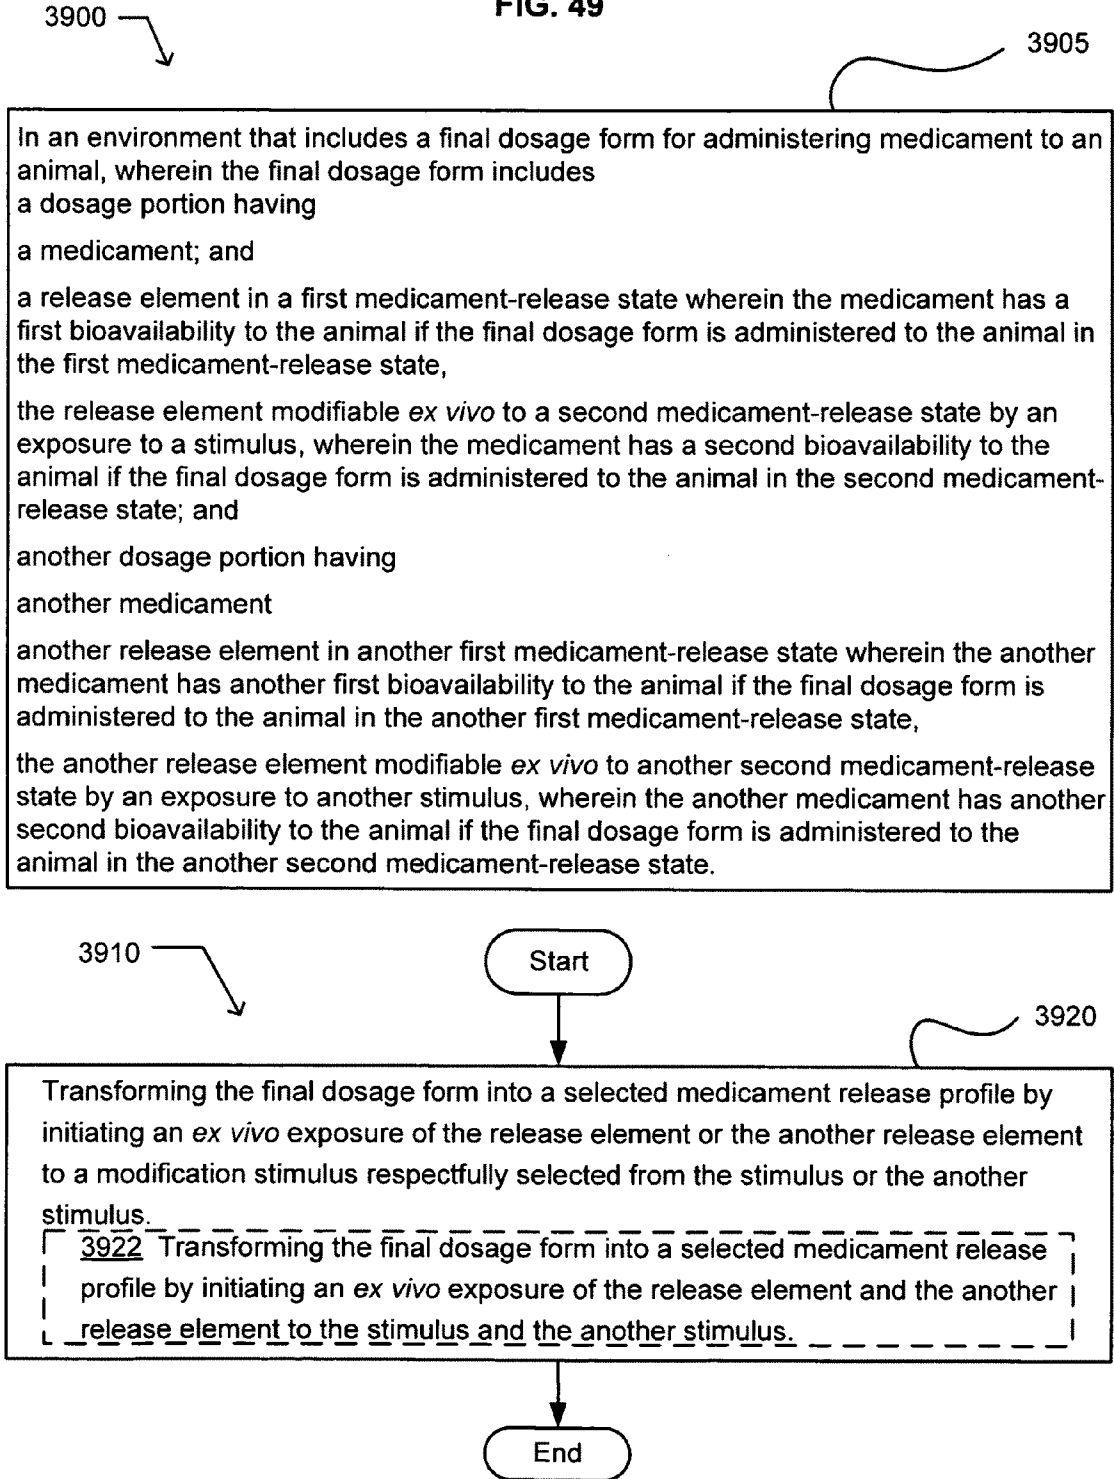 FIG. 49
3900
3905
In an environment that includes a final dosage form for administering medicament to an
animal, wherein the final dosage form includes
a dosage portion having
a medicament; and
a release element in a first medicament-release state wherein the medicament has a
first bioavailability to the animal if the final dosage form is administered to the animal in
the first medicament-release state,
the release element modifiable ex vivo to a second medicament-release state by an
exposure to a stimulus, wherein the medicament has a second bioavailability to the
animal if the final dosage form is administered to the animal in the second medicament-
release state; and
another dosage portion having
another medicament
another release element in another first medicament-release state wherein the another
medicament has another first bioavailability to the animal if the final dosage form is
administered to the animal in the another first medicament-release state,
the another release element modifiable ex vivo to another second medicament-release
state by an exposure to another stimulus, wherein the another medicament has another
second bioavailability to the animal if the final dosage form is administered to the
animal in the another second medicament-release state.
3910
Start
3920
Transforming the final dosage form into a selected medicament release profile by
initiating an ex vivo exposure of the release element or the another release element
to a modification stimulus respectfully selected from the stimulus or the another
stimulus.
3922 Transforming the final dosage form into a selected medicament release
profile by initiating an ex vivo exposure of the release element and the another
release element to the stimulus and the another stimulus.
End